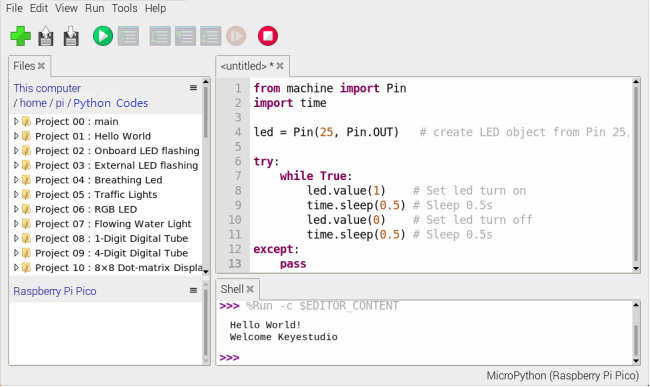 File Edit View Run Tools Help
Files
This computer
/ home / pi / Python Codes
Project 00 : main
Project 01 : Hello World
Project 02 : Onboard LED flashing
Project 03 : External LED flashing
Project 04 : Breathing Led
Project 05 : Traffic Lights
Project 06 : RGB LED
Project 07 : Flowing Water Light
Project 08 : 1-Digit Digital Tube
Project 09 : 4-Digit Digital Tube
Project 10 : 8×8 Dot-matrix Displa
Raspberry Pi Pico
<untitled> *
1 from machine import Pin
2 import time
3
4 led = Pin(25, Pin.OUT) # create LED object from Pin 25,
5
6 try:
7 while True:
8 led.value(1) # Set led turn on
9 time.sleep(0.5) # Sleep 0.5s
10 led.value(0) # Set led turn off
11 time.sleep(0.5) # Sleep 0.5s
12 except:
13 pass
Shell
>>> %Run -c $EDITOR_CONTENT
Hello World!
Welcome Keyestudio
>>>
MicroPython (Raspberry Pi Pico)